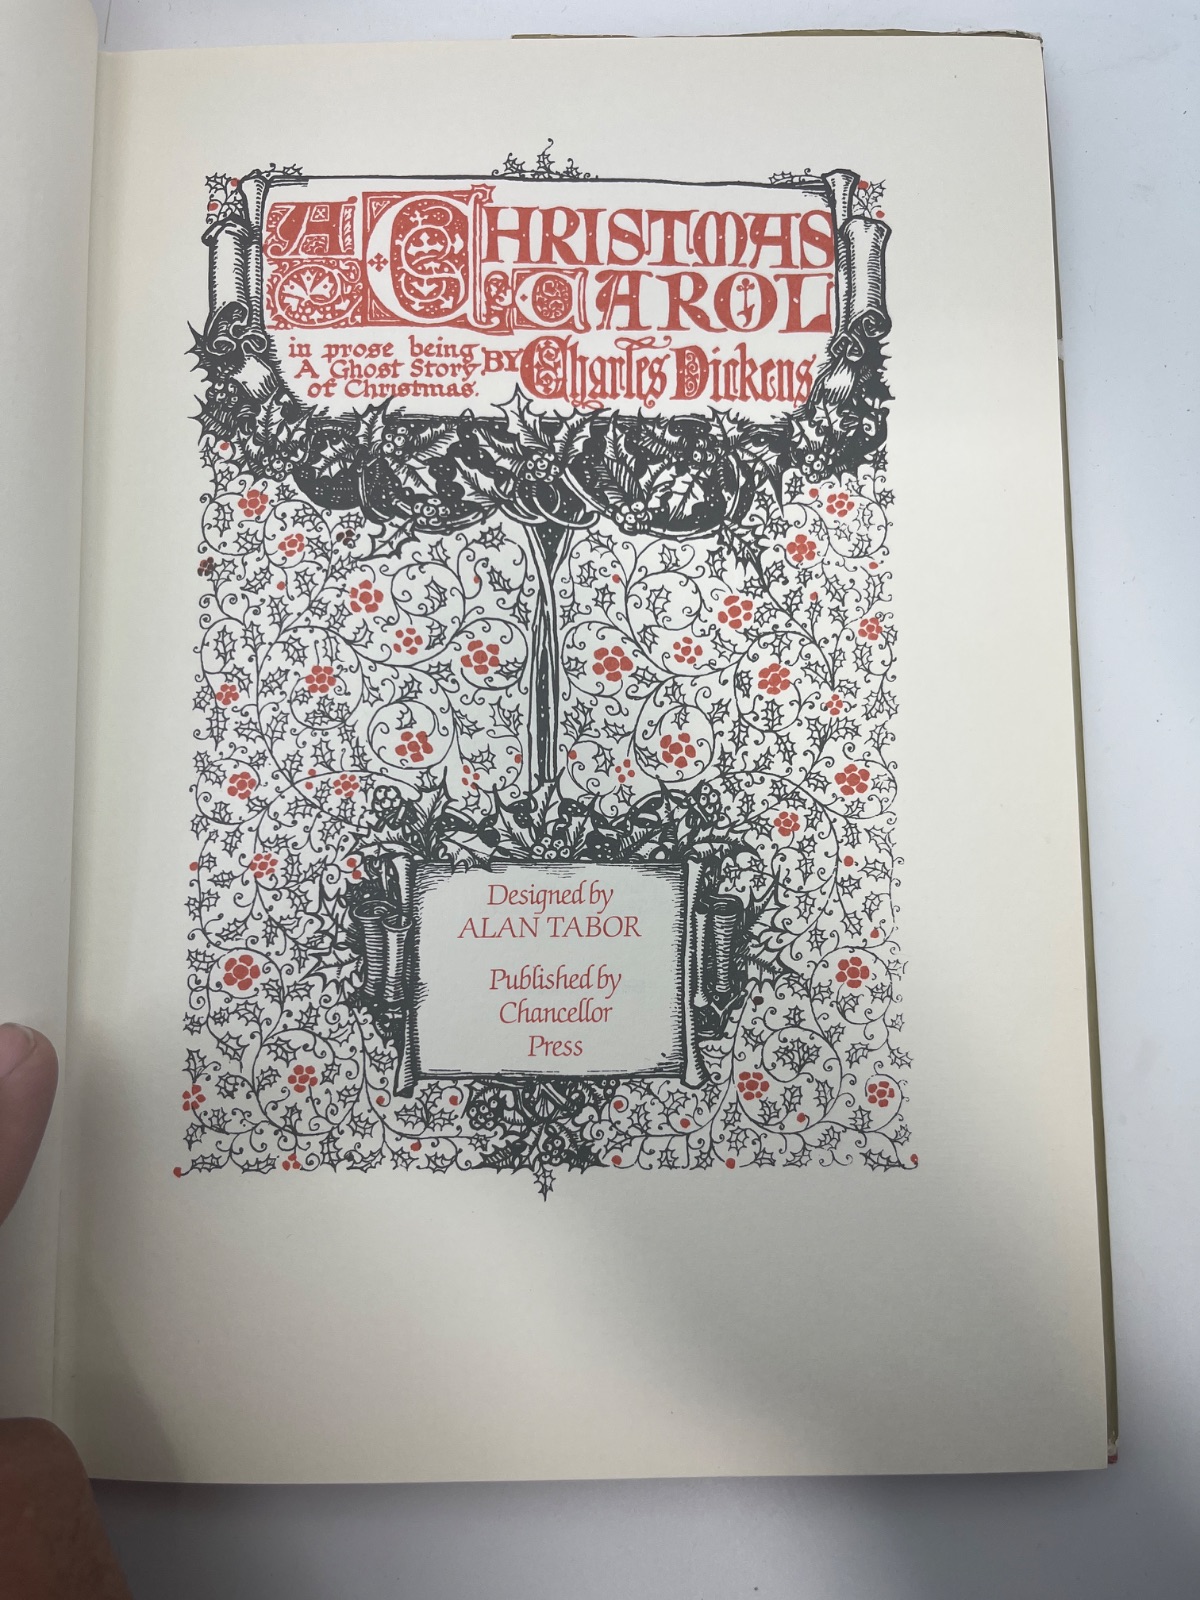 A CHRISTMAS
CAROL
in prose being
A Ghost Story
of Christmas.
BY Charles Dickens
Designed by
ALAN TABOR
Published by
Chancellor
Press